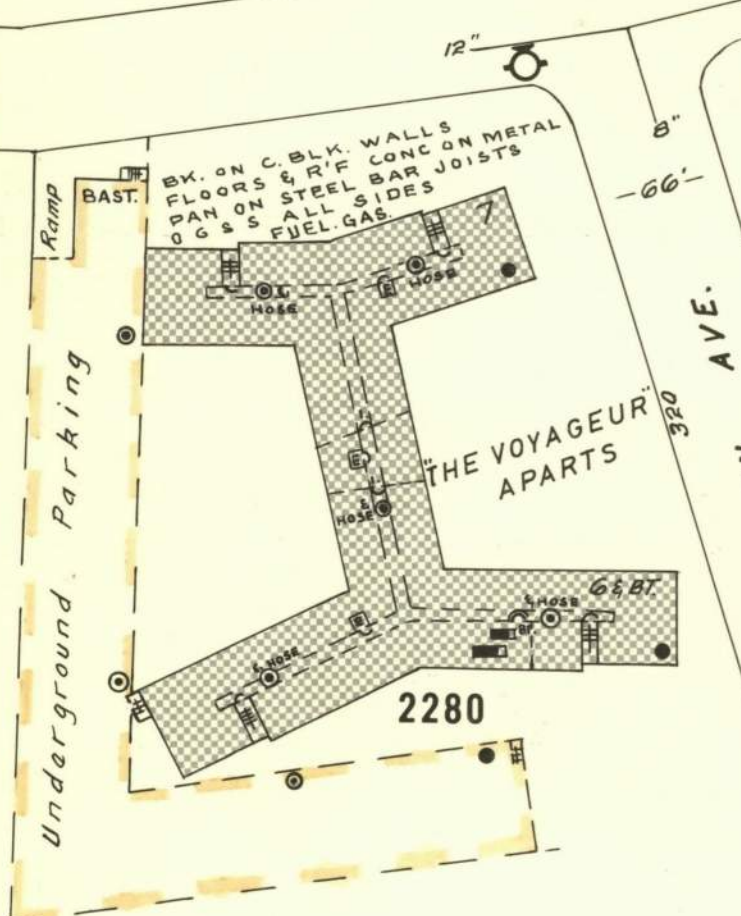 12"
8"
—66'—
BK. ON C. BLK. WALLS
FLOORS & R'F CONC ON METAL
PAN ON STEEL BAR JOISTS
O G S S ALL SIDES
FUEL. GAS.
Ramp
BAST.
7
& HOSE
HOSE
E
AVE.
320
Underground Parking
"THE VOYAGEUR"
APARTS
E
& HOSE
6 & BT.
& HOSE
E
& HOSE
2280